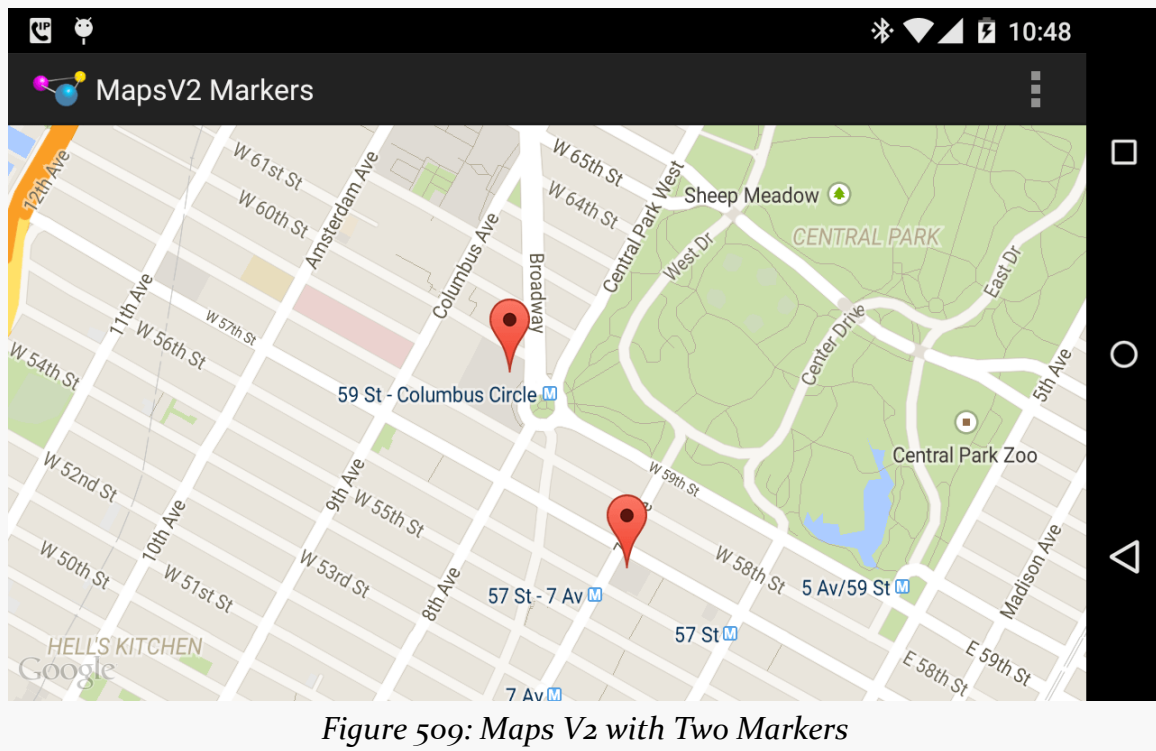 IP
10:48
MapsV2 Markers
12th Ave
W 61st St
W 60th St
Amsterdam Ave
Columbus Ave
Broadway
W 65th St
W 64th St
Central Park West
Sheep Meadow
CENTRAL PARK
West Dr
East Dr
Center Drive
11th Ave
W 57th St
W 56th St
W 54th St
59 St - Columbus Circle M
5th Ave
Central Park Zoo
W 59th St
W 52nd St
10th Ave
9th Ave
W 55th St
W 50th St
W 51st St
W 53rd St
8th Ave
57 St - 7 Av M
W 58th St
5 Av/59 St M
Madison Ave
57 St M
HELL'S KITCHEN
Google
E 58th St
E 59th St
7 Av M
Figure 509: Maps V2 with Two Markers